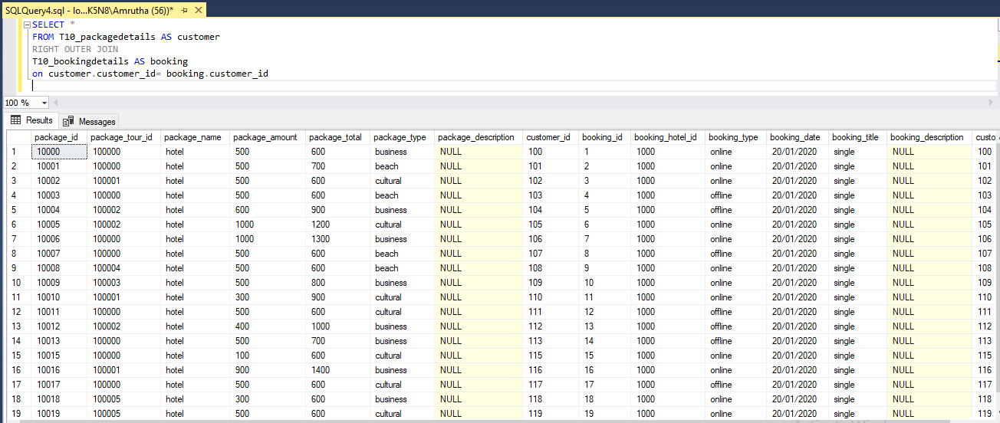 SQLQuery4.sql - lo...K5N8\Amrutha (56))*
SELECT *
FROM T10_packagedetails AS customer
RIGHT OUTER JOIN
T10_bookingdetails AS booking
on customer.customer_id= booking.customer_id
100 %
Results Messages
package_id package_tour_id package_name package_amount package_total package_type package_description customer_id booking_id booking_hotel_id booking_type booking_date booking_title booking_description custo
1 10000 100000 hotel 500 600 business NULL 100 1 1000 online 20/01/2020 single NULL 100
2 10001 100000 hotel 500 700 beach NULL 101 2 1000 online 20/01/2020 single NULL 101
3 10002 100001 hotel 500 600 cultural NULL 102 3 1000 online 20/01/2020 single NULL 102
4 10003 100000 hotel 500 600 beach NULL 103 4 1000 offline 20/01/2020 single NULL 103
5 10004 100002 hotel 600 900 business NULL 104 5 1000 offline 20/01/2020 single NULL 104
6 10005 100002 hotel 1000 1200 cultural NULL 105 6 1000 online 20/01/2020 single NULL 105
7 10006 100000 hotel 1000 1300 business NULL 106 7 1000 online 20/01/2020 single NULL 106
8 10007 100000 hotel 500 600 beach NULL 107 8 1000 offline 20/01/2020 single NULL 107
9 10008 100004 hotel 500 600 beach NULL 108 9 1000 online 20/01/2020 single NULL 108
10 10009 100003 hotel 500 800 business NULL 109 10 1000 online 20/01/2020 single NULL 109
11 10010 100001 hotel 300 900 cultural NULL 110 11 1000 online 20/01/2020 single NULL 110
12 10011 100000 hotel 500 600 cultural NULL 111 12 1000 offline 20/01/2020 single NULL 111
13 10012 100002 hotel 400 1000 business NULL 112 13 1000 offline 20/01/2020 single NULL 112
14 10013 100000 hotel 500 700 business NULL 113 14 1000 offline 20/01/2020 single NULL 113
15 10015 100000 hotel 100 600 cultural NULL 115 15 1000 online 20/01/2020 single NULL 115
16 10016 100001 hotel 900 1400 business NULL 116 16 1000 online 20/01/2020 single NULL 116
17 10017 100000 hotel 500 600 cultural NULL 117 17 1000 offline 20/01/2020 single NULL 117
18 10018 100005 hotel 300 600 business NULL 118 18 1000 online 20/01/2020 single NULL 118
19 10019 100005 hotel 500 600 cultural NULL 119 19 1000 online 20/01/2020 single NULL 119